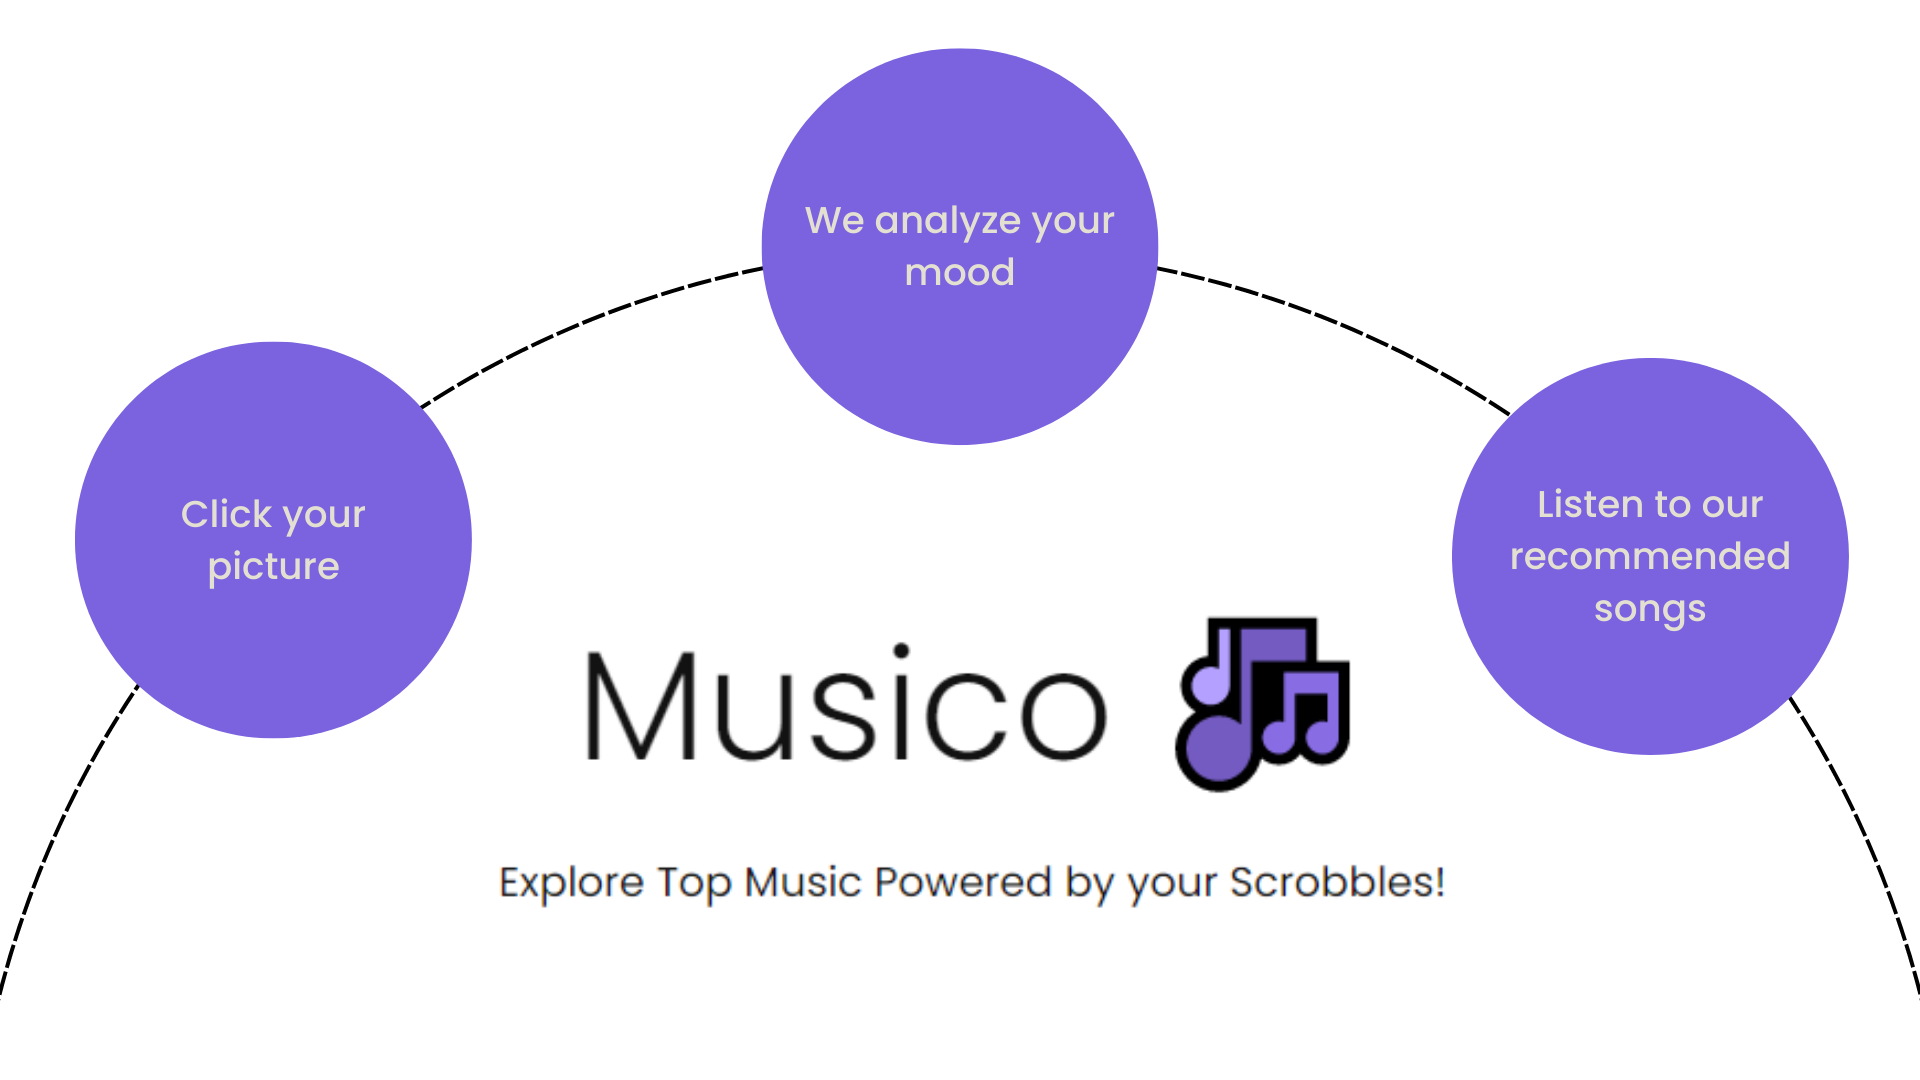 We analyze your
mood
Click your
picture
Listen to our
recommended
songs
Musico
Explore Top Music Powered by your Scrobbles!